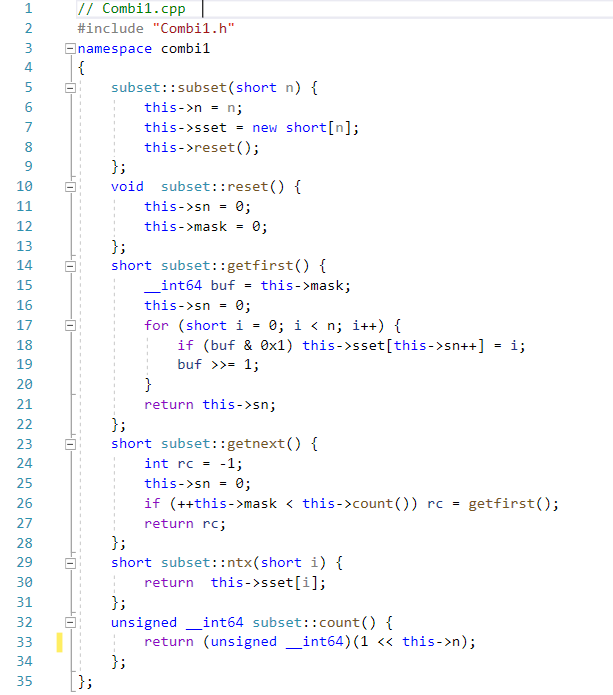 1 // Combi1.cpp
2 #include "Combi1.h"
3 namespace combi1
4 {
5 subset::subset(short n) {
6 this->n = n;
7 this->sset = new short[n];
8 this->reset();
9 };
10 void  subset::reset() {
11 this->sn = 0;
12 this->mask = 0;
13 };
14 short subset::getfirst() {
15 __int64 buf = this->mask;
16 this->sn = 0;
17 for (short i = 0; i < n; i++) {
18 if (buf & 0x1) this->sset[this->sn++] = i;
19 buf >>= 1;
20 }
21 return this->sn;
22 };
23 short subset::getnext() {
24 int rc = -1;
25 this->sn = 0;
26 if (++this->mask < this->count()) rc = getfirst();
27 return rc;
28 };
29 short subset::ntx(short i) {
30 return  this->sset[i];
31 };
32 unsigned __int64 subset::count() {
33 return (unsigned __int64)(1 << this->n);
34 };
35 };